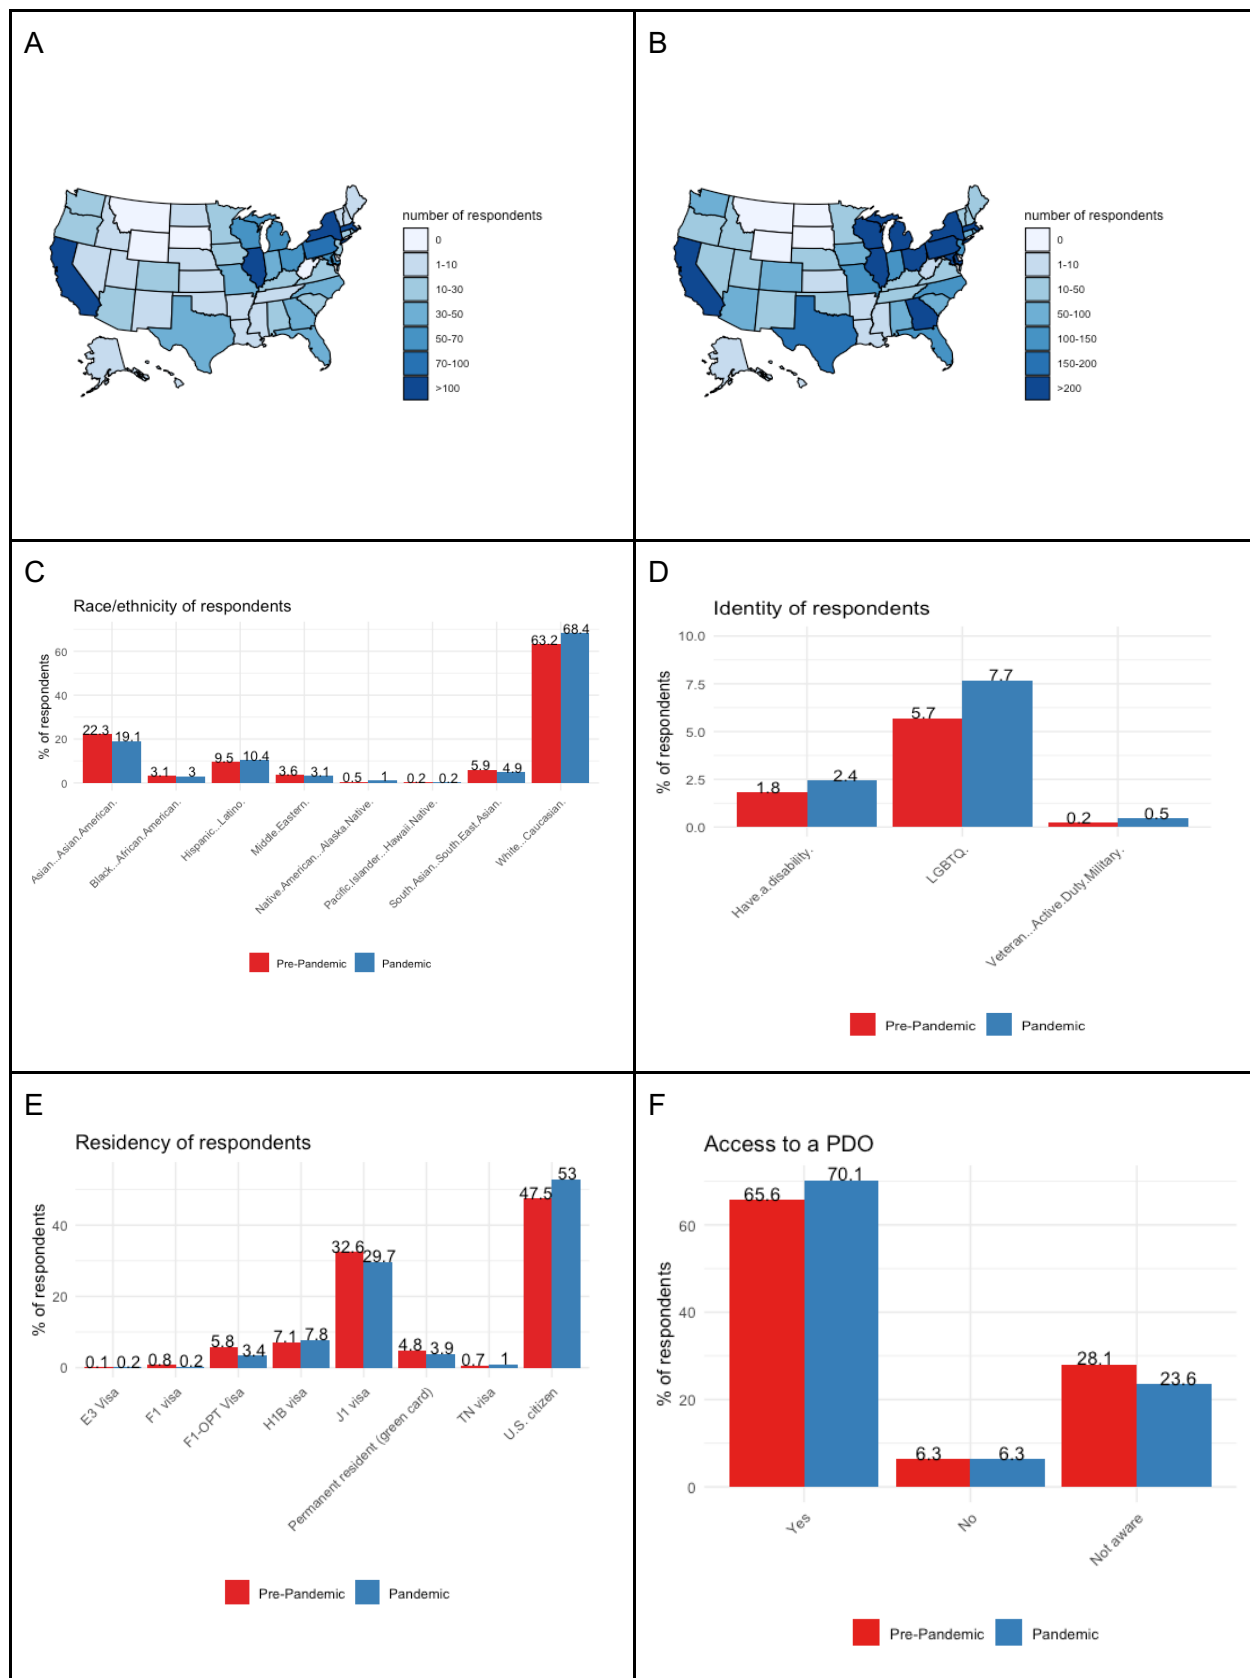 A
number of respondents
0
1-10
10-30
30-50
50-70
70-100
>100
B
number of respondents
0
1-10
10-50
50-100
100-150
150-200
>200
C
Race/ethnicity of respondents
% of respondents
60
40
20
0
22.3
19.1
3.1
3
9.5
10.4
3.6
3.1
0.5
1
0.2
0.2
5.9
4.9
63.2
68.4
Asian...Asian.American.
Black...African.American.
Hispanic...Latino.
Middle.Eastern.
Native.American...Alaska.Native.
Pacific.Islander...Hawaii.Native.
South.Asian..South.East.Asian.
White...Caucasian.
Pre-Pandemic
Pandemic
D
Identity of respondents
% of respondents
10.0
7.5
5.0
2.5
0.0
1.8
2.4
5.7
7.7
0.2
0.5
Have.a.disability.
LGBTQ.
Veteran...Active.Duty.Military.
Pre-Pandemic
Pandemic
E
Residency of respondents
% of respondents
40
20
0
0.1
0.2
0.8
0.2
5.8
3.4
7.1
7.8
32.6
29.7
4.8
3.9
0.7
1
47.5
53
E3 Visa
F1 visa
F1-OPT Visa
H1B visa
J1 visa
Permanent resident (green card)
TN visa
U.S. citizen
Pre-Pandemic
Pandemic
F
Access to a PDO
% of respondents
60
40
20
0
65.6
70.1
6.3
6.3
28.1
23.6
Yes
No
Not aware
Pre-Pandemic
Pandemic